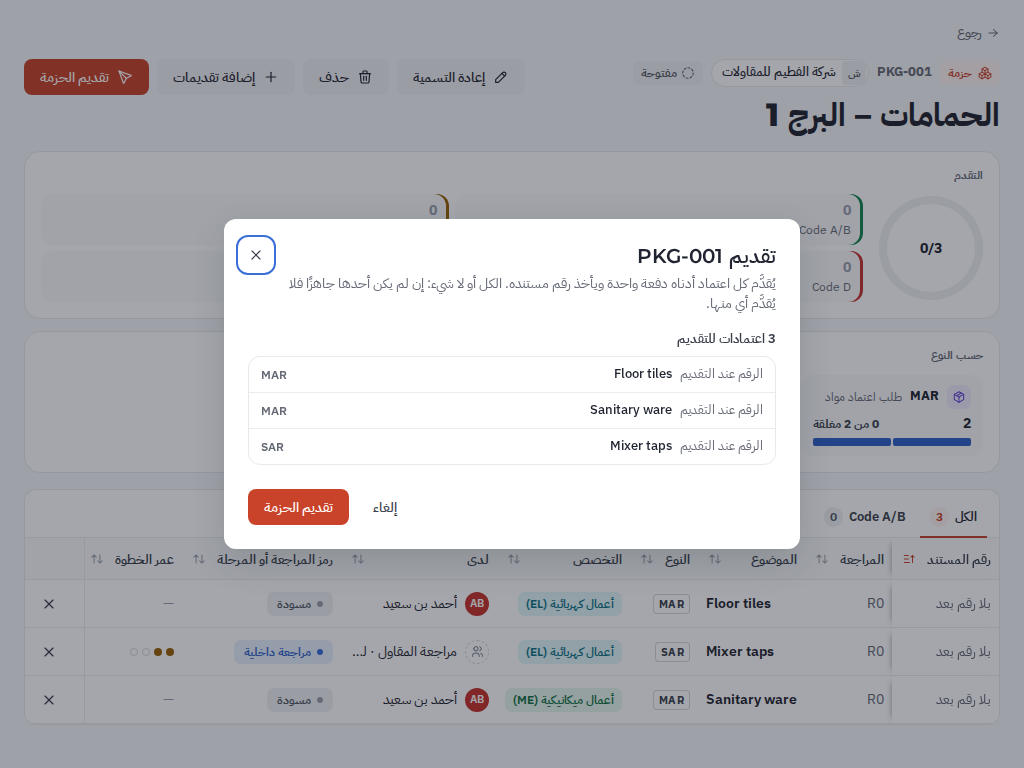 رجوع
حزمة
PKG-001
ش
شركة الفطيم للمقاولات
مفتوحة
إعادة التسمية
حذف
إضافة تقديمات
تقديم الحزمة
الحمامات – البرج 1
التقدم
0/3
0
Code A/B
0
0
Code D
تقديم PKG-001
يُقدَّم كل اعتماد أدناه دفعة واحدة ويأخذ رقم مستنده. الكل أو لا شيء: إن لم يكن أحدها جاهزًا فلا
يُقدَّم أي منها.
3 اعتمادات للتقديم
الرقم عند التقديم Floor tiles MAR
الرقم عند التقديم Sanitary ware MAR
الرقم عند التقديم Mixer taps SAR
إلغاء
تقديم الحزمة
حسب النوع
MAR طلب اعتماد مواد
2
0 من 2 مغلقة
الكل 3
Code A/B 0
رقم المستند المراجعة الموضوع النوع التخصص لدى رمز المراجعة أو المرحلة عمر الخطوة
بلا رقم بعد R0 Floor tiles MAR أعمال كهربائية (EL) AB أحمد بن سعيد مسودة —
بلا رقم بعد R0 Mixer taps SAR أعمال كهربائية (EL) مراجعة المقاول · لـ... مراجعة داخلية
بلا رقم بعد R0 Sanitary ware MAR أعمال ميكانيكية (ME) AB أحمد بن سعيد مسودة —